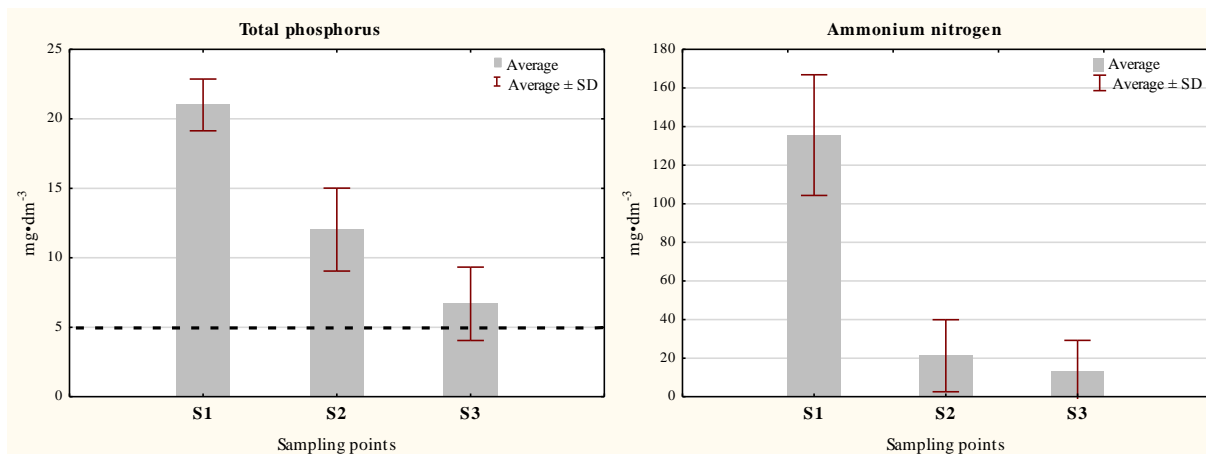 Total phosphorus
25
20
15
10
5
0
mg•dm⁻³
Average
Average ± SD
S1 S2 S3
Sampling points
Ammonium nitrogen
180
160
140
120
100
80
60
40
20
0
mg•dm⁻³
Average
Average ± SD
S1 S2 S3
Sampling points